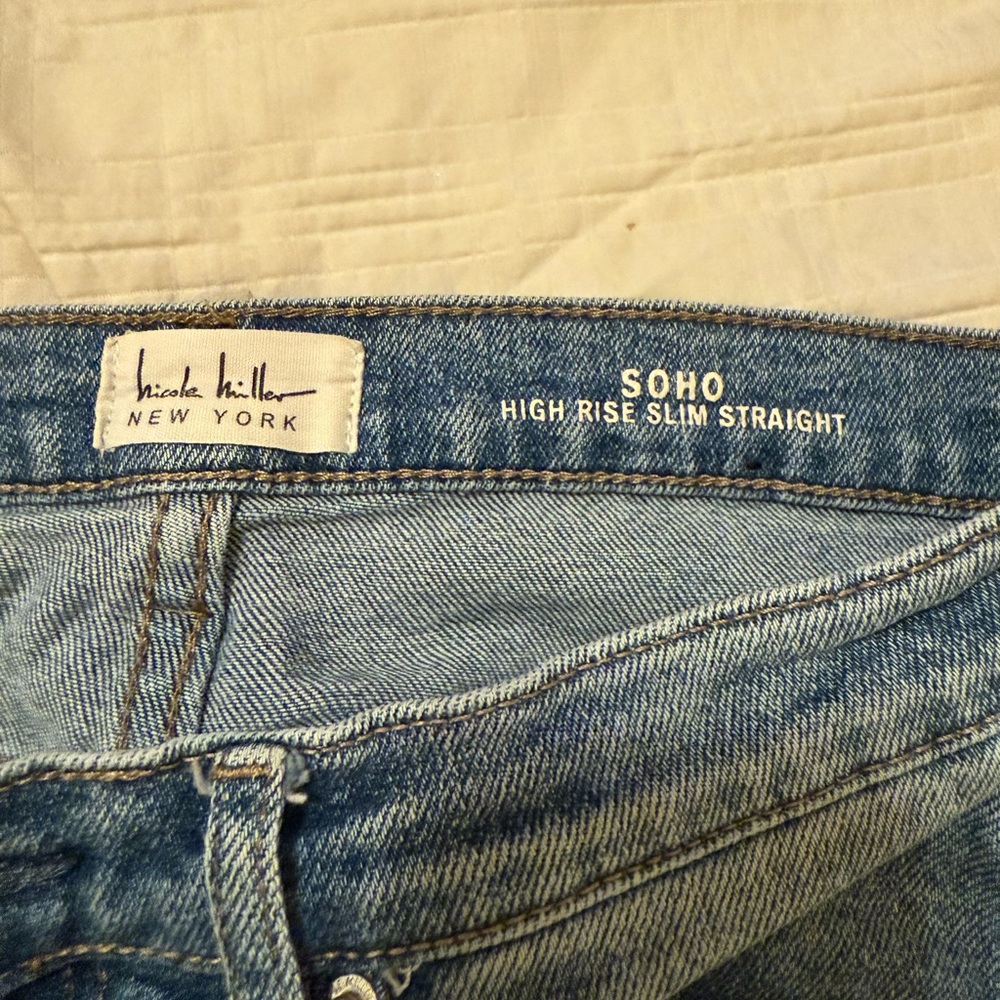 nicole miller
NEW YORK
SOHO
HIGH RISE SLIM STRAIGHT